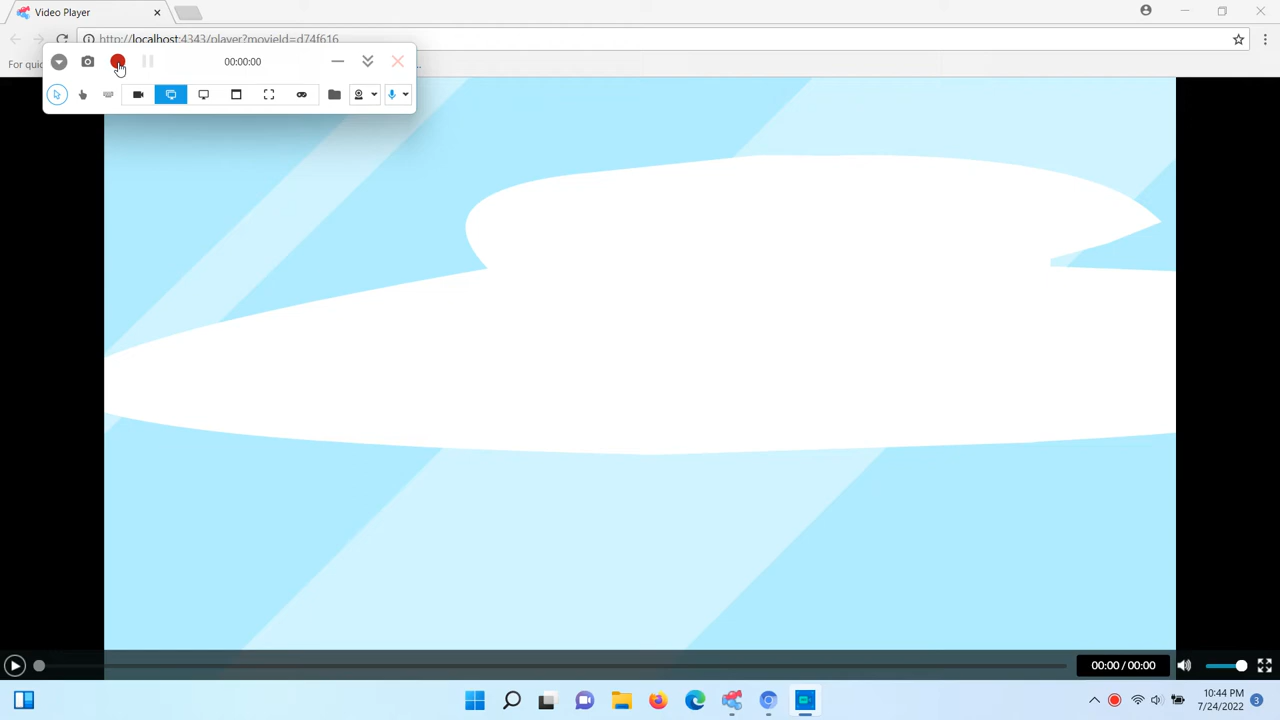 Video Player
http://localhost:4343/player?movieId=d74f616
For quic
00:00:00
..
00:00 / 00:00
10:44 PM
7/24/2022
3